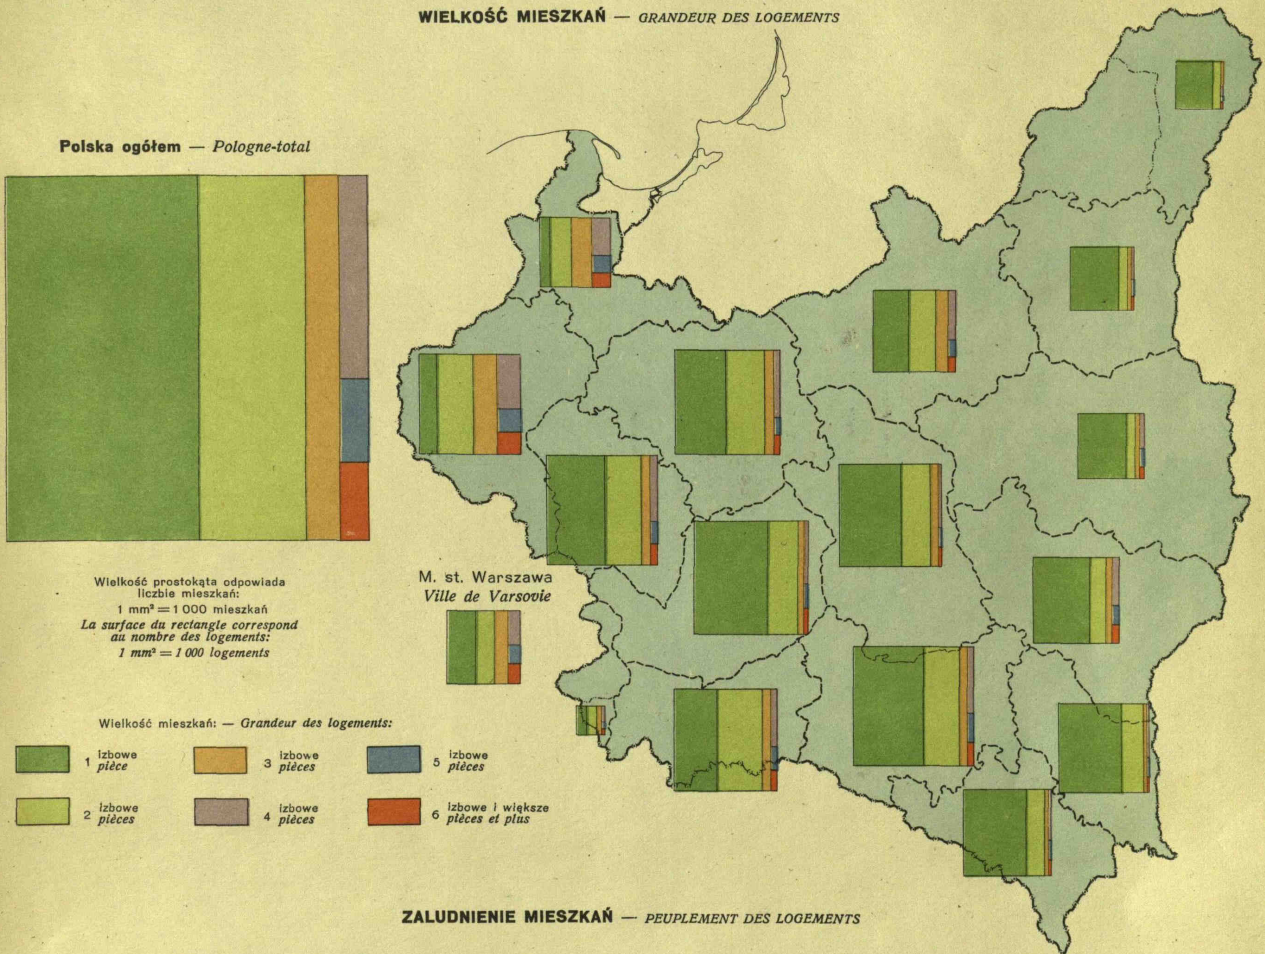 WIELKOŚĆ MIESZKAŃ — GRANDEUR DES LOGEMENTS
Polska ogółem — Pologne-total
Wielkość prostokąta odpowiada
liczbie mieszkań:
1 mm² = 1 000 mieszkań
La surface du rectangle correspond
au nombre des logements:
1 mm² = 1 000 logements
M. st. Warszawa
Ville de Varsovie
Wielkość mieszkań: — Grandeur des logements:
1 izbowe
pièce
3 izbowe
pièces
5 izbowe
pièces
2 izbowe
pièces
4 izbowe
pièces
6 izbowe i większe
pièces et plus
ZALUDNIENIE MIESZKAŃ — PEUPLEMENT DES LOGEMENTS